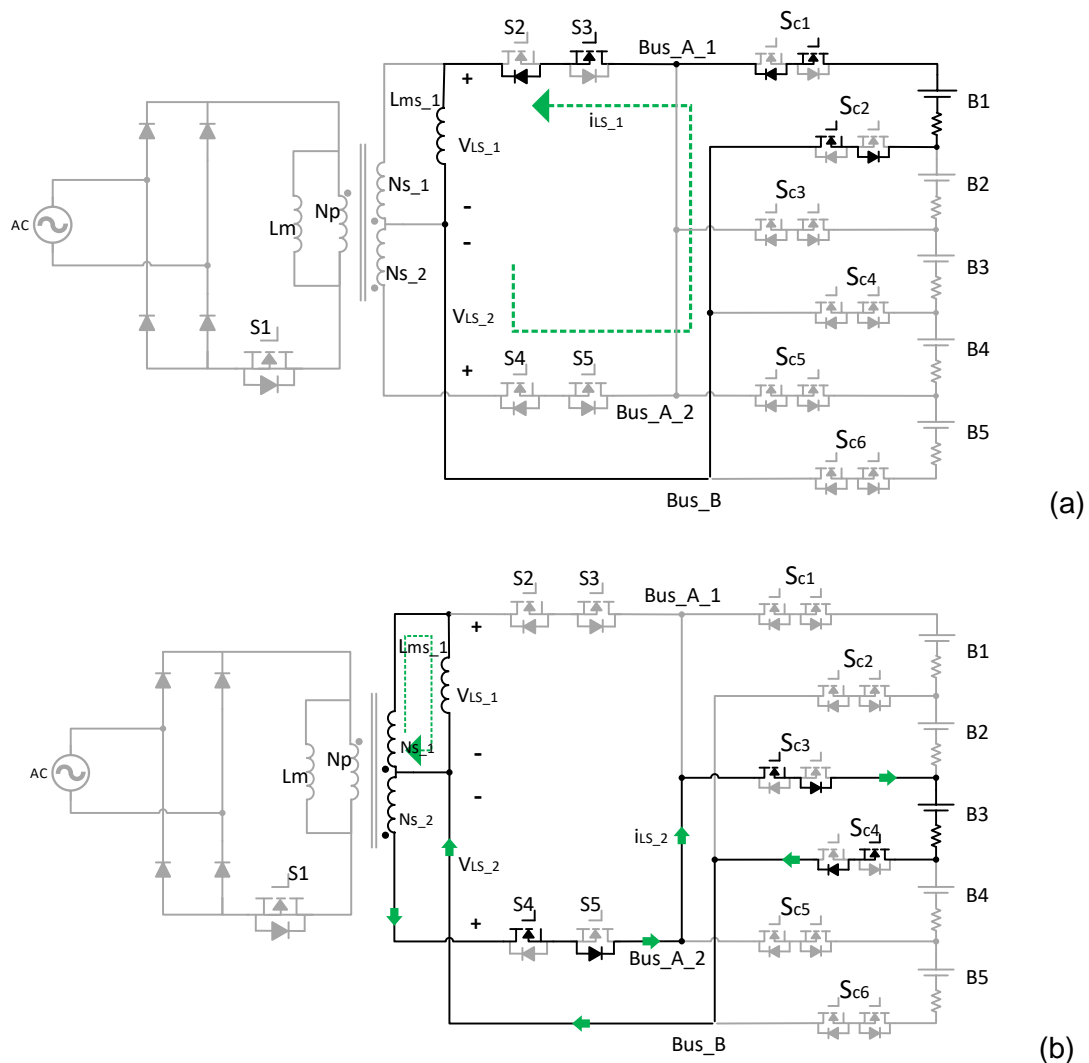 S2
S3
Bus_A_1
Sc1
Lms_1
B1
Sc2
iLS_1
VLS_1
Ns_1
B2
Sc3
AC
Np
Lm
Ns_2
B3
Sc4
VLS_2
S1
B4
S4
S5
Sc5
Bus_A_2
B5
Sc6
Bus_B
(a)
S2
S3
Bus_A_1
Sc1
Lms_1
B1
Sc2
VLS_1
B2
Ns_1
Sc3
AC
Np
Lm
B3
Ns_2
iLS_2
Sc4
VLS_2
S1
B4
S4
S5
Sc5
Bus_A_2
B5
Sc6
Bus_B
(b)